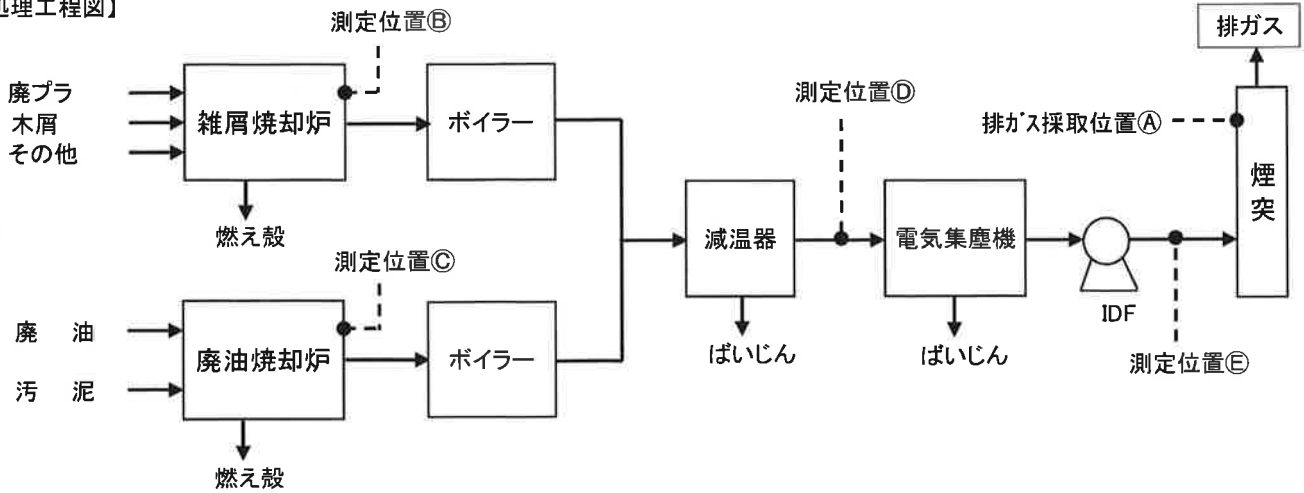 処理工程図】
測定位置Ⓑ
排ガス
廃プラ
木屑
その他
雑屑焼却炉
ボイラー
測定位置Ⓓ
排ガス採取位置Ⓐ
煙突
燃え殻
減温器
電気集塵機
測定位置Ⓒ
IDF
廃 油
汚 泥
廃油焼却炉
ボイラー
ばいじん
ばいじん
測定位置Ⓔ
燃え殻